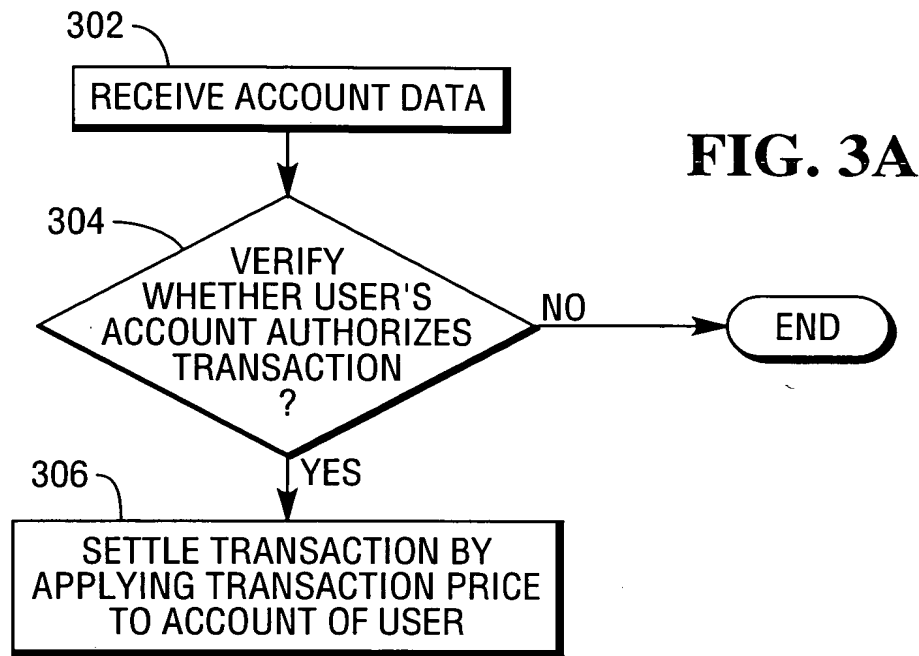 302
RECEIVE ACCOUNT DATA
FIG. 3A
304
VERIFY
WHETHER USER'S
ACCOUNT AUTHORIZES
TRANSACTION
?
NO
END
YES
306
SETTLE TRANSACTION BY
APPLYING TRANSACTION PRICE
TO ACCOUNT OF USER